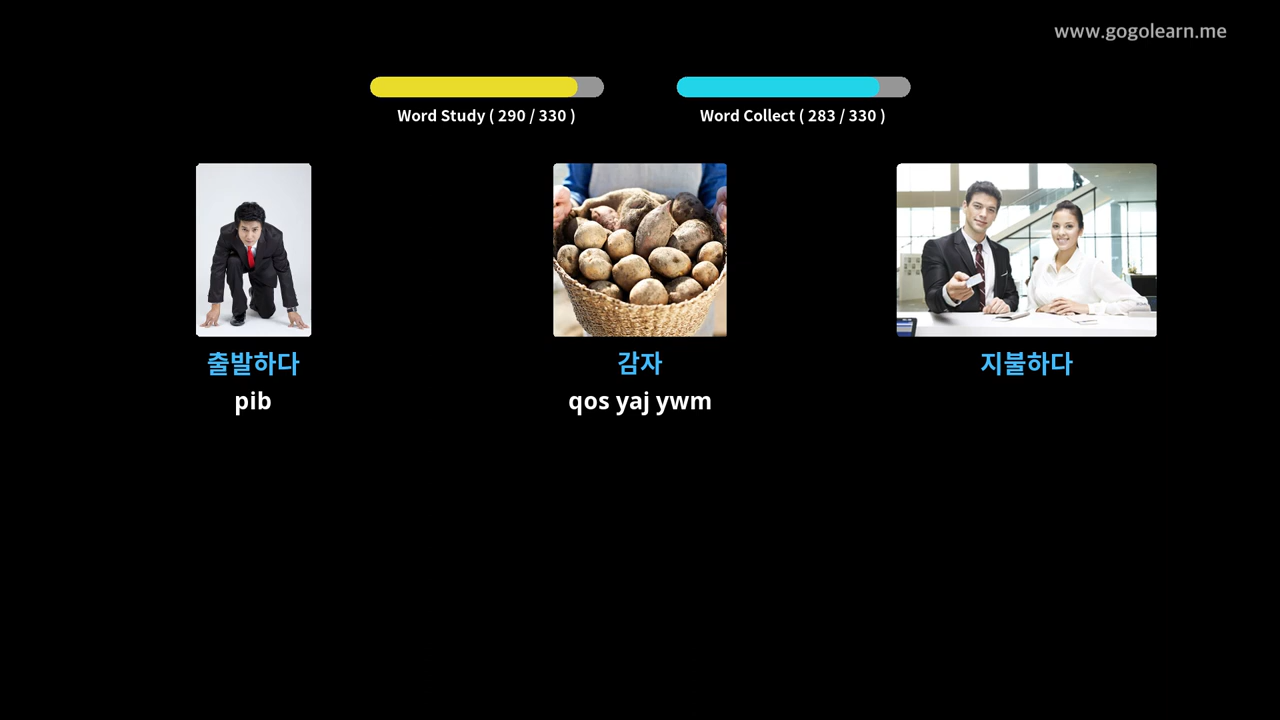 www.gogolearn.me
Word Study ( 290 / 330 )
Word Collect ( 283 / 330 )
출발하다
pib
감자
qos yaj ywm
지불하다